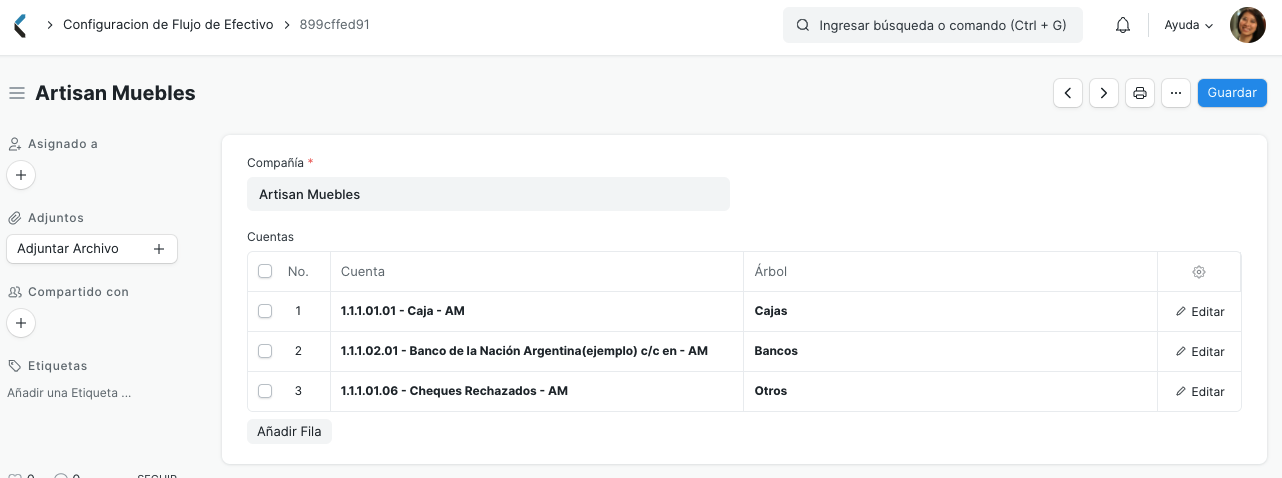 Configuracion de Flujo de Efectivo
899cffed91
Ingresar búsqueda o comando (Ctrl + G)
Ayuda
Artisan Muebles
Guardar
Asignado a
Adjuntos
Adjuntar Archivo
Compartido con
Etiquetas
Añadir una Etiqueta ...
0 0 SEGUIR
Compañía *
Artisan Muebles
Cuentas
No. Cuenta Árbol
1 1.1.1.01.01 - Caja - AM Cajas Editar
2 1.1.1.02.01 - Banco de la Nación Argentina(ejemplo) c/c en - AM Bancos Editar
3 1.1.1.01.06 - Cheques Rechazados - AM Otros Editar
Añadir Fila